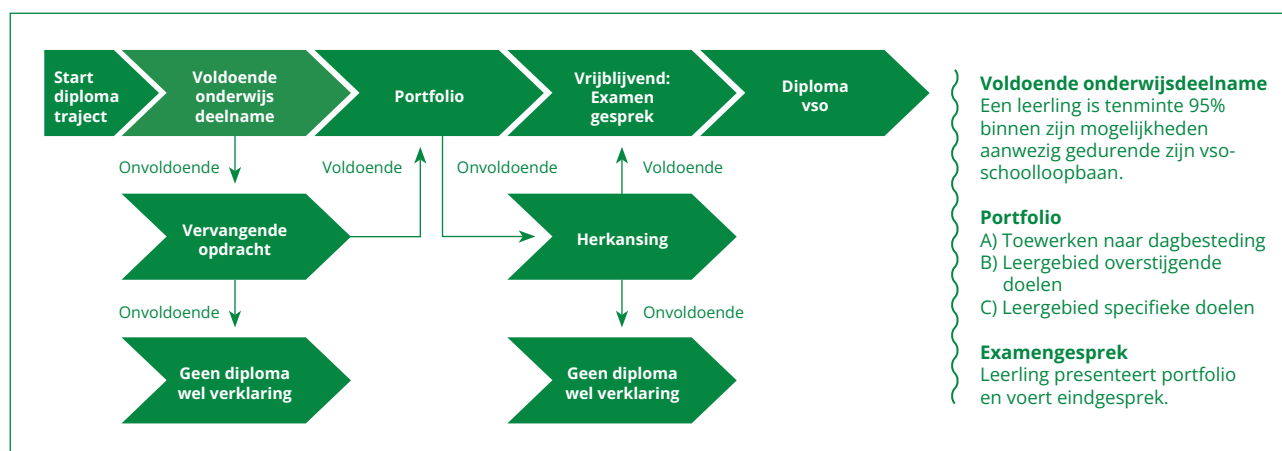 Start
diploma
traject
Voldoende
onderwijs
deelname
Portfolio
Vrijblijvend:
Examen
gesprek
Diploma
vso
Onvoldoende
Voldoende
Onvoldoende
Voldoende
Vervangende
opdracht
Herkansing
Onvoldoende
Onvoldoende
Geen diploma
wel verklaring
Geen diploma
wel verklaring
Voldoende onderwijsdeelname
Een leerling is tenminte 95%
binnen zijn mogelijkheden
aanwezig gedurende zijn vso-
schoolloopbaan.
Portfolio
A) Toewerken naar dagbesteding
B) Leergebied overstijgende
doelen
C) Leergebied specifieke doelen
Examengesprek
Leerling presenteert portfolio
en voert eindgesprek.